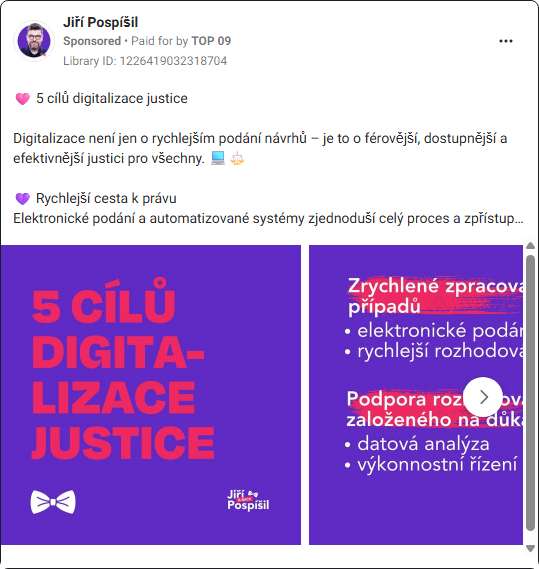 Jiří Pospíšil
Sponsored • Paid for by TOP 09
Library ID: 1226419032318704
5 cílů digitalizace justice
Digitalizace není jen o rychlejším podání návrhů – je to o férovější, dostupnější a
efektivnější justici pro všechny.
Rychlejší cesta k právu
Elektronické podání a automatizované systémy zjednoduší celý proces a zpřístup...
5 CÍLŮ
DIGITA-
LIZACE
JUSTICE
Jiří
Pospíšil
Zrychlené zpracova
případů
• elektronické podán
• rychlejší rozhodova
Podpora roz
založeného na důka
• datová analýza
• výkonnostní řízení